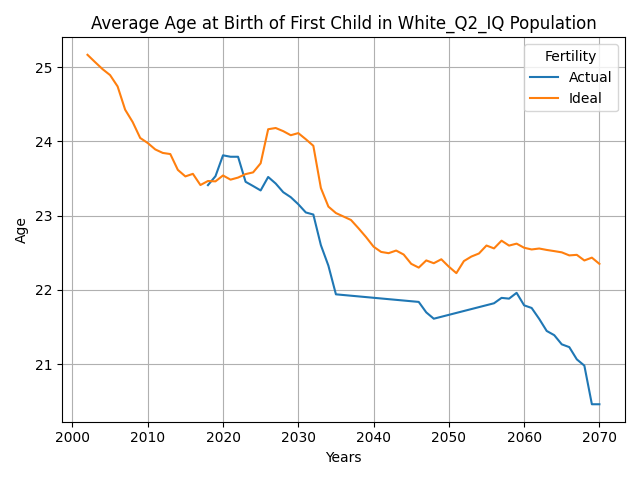 Average Age at Birth of First Child in White_Q2_IQ Population
Fertility
Actual
Ideal
Age
25
24
23
22
21
2000 2010 2020 2030 2040 2050 2060 2070
Years